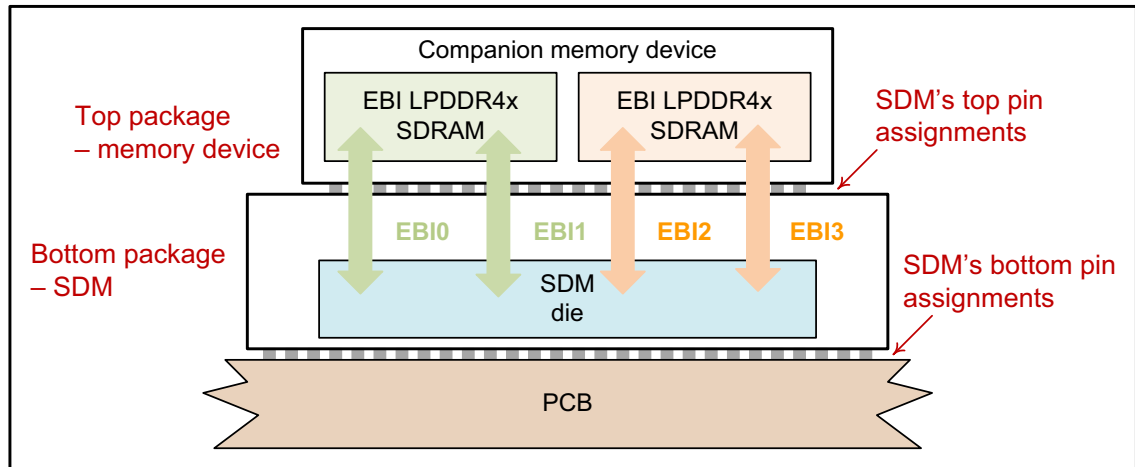 Companion memory device
EBI LPDDR4x
SDRAM
EBI LPDDR4x
SDRAM
Top package
– memory device
SDM's top pin
assignments
EBI0
EBI1
EBI2
EBI3
Bottom package
– SDM
SDM's bottom pin
assignments
SDM
die
PCB